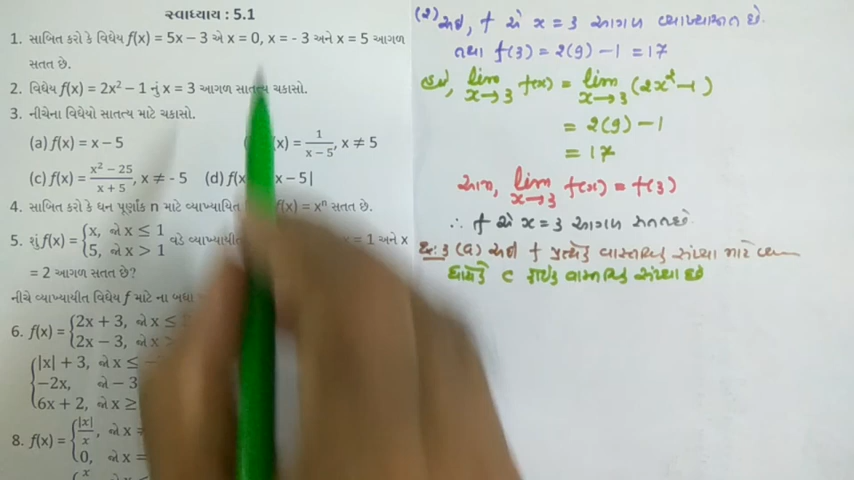 સ્વાધ્યાય : 5.1
1. સાબિત કરો કે વિધેય f(x) = 5x − 3 એ x = 0, x = - 3 અને x = 5 આગળ
સતત છે.
2. વિધેય f(x) = 2x² − 1 નું x = 3 આગળ સાતત્ય ચકાસો.
3. નીચેના વિધેયો સાતત્ય માટે ચકાસો.
(a) f(x) = x − 5 (x) = 1/(x−5), x ≠ 5
(c) f(x) = (x² − 25)/(x + 5), x ≠ - 5 (d) f(x x − 5|
4. સાબિત કરો કે ધન પૂર્ણાંક n માટે વ્યાખ્યાયિત f(x) = xⁿ સતત છે.
5. શું f(x) = {x, જો x ≤ 1
5, જો x > 1 વડે વ્યાખ્યાયીત x = 1 અને x
= 2 આગળ સતત છે?
નીચે વ્યાખ્યાયીત વિધેય f માટે ના બધા
6. f(x) = {2x + 3, જો x ≤
2x − 3, જો x >
|x| + 3, જો x ≤
−2x, જો − 3
6x + 2, જો x ≥
8. f(x) = {|x|/x, જો x
0, જો x =
(2) અહીં, f એ x = 3 આગળ વ્યાખ્યાયિત છે.
તથા f(3) = 2(9) − 1 = 17
હવે, lim x→3 f(x) = lim x→3 (2x² − 1)
= 2(9) − 1
= 17
આમ, lim x→3 f(x) = f(3)
∴ f એ x = 3 આગળ સતત છે.
3 (a) અહીં f પ્રત્યેક વાસ્તવિક સંખ્યા માટે
ધારોકે c કોઈક વાસ્તવિક સંખ્યા છે